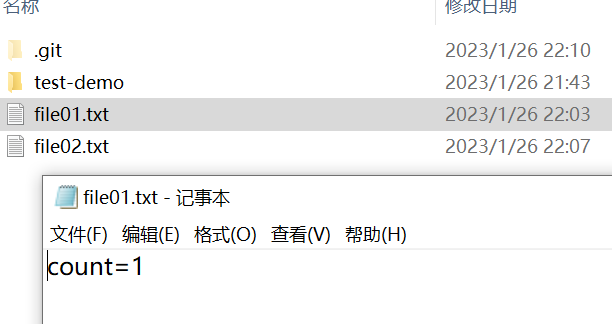 名称 修改日期
.git 2023/1/26 22:10
test-demo 2023/1/26 21:43
file01.txt 2023/1/26 22:03
file02.txt 2023/1/26 22:07
file01.txt - 记事本
文件(F) 编辑(E) 格式(O) 查看(V) 帮助(H)
count=1